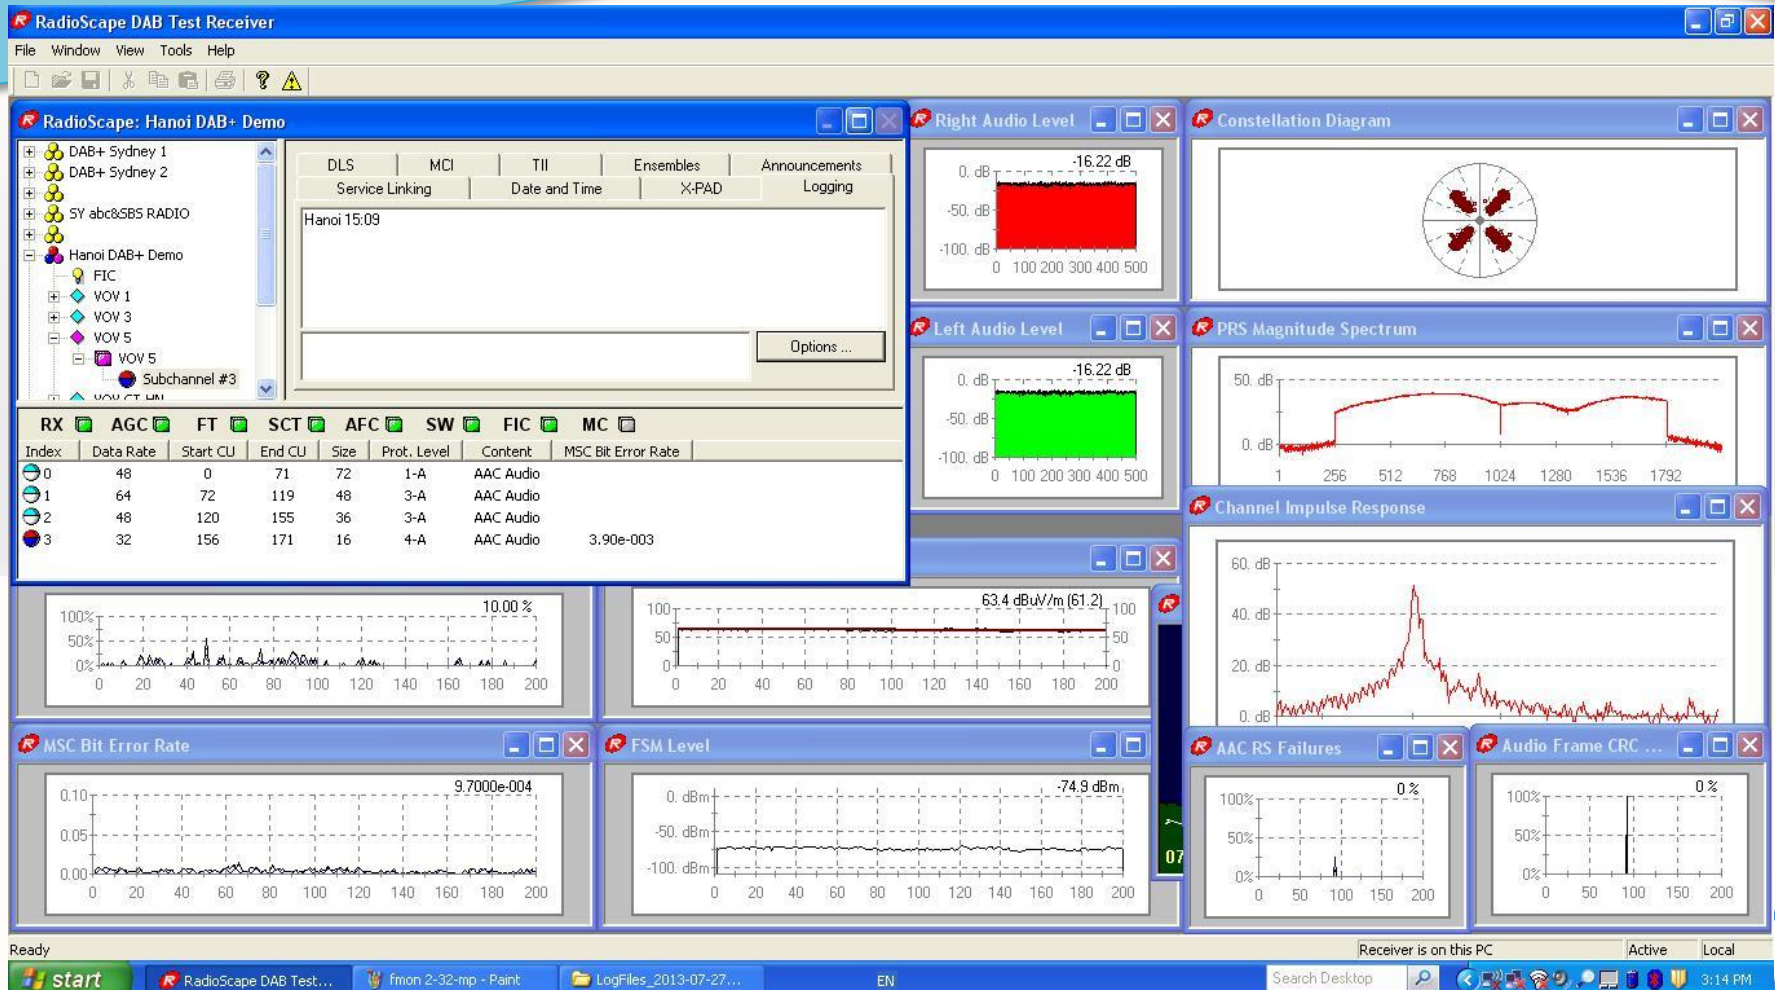 RadioScape DAB Test Receiver
File Window View Tools Help
RadioScape: Hanoi DAB+ Demo
DAB+ Sydney 1
DAB+ Sydney 2
SY abc&SBS RADIO
Hanoi DAB+ Demo
FIC
VOV 1
VOV 3
VOV 5
VOV 5
Subchannel #3
VOV GT HN
DLS MCI TII Ensembles Announcements
Service Linking Date and Time X-PAD Logging
Hanoi 15:09
Options ...
RX AGC FT SCT AFC SW FIC MC
Index Data Rate Start CU End CU Size Prot. Level Content MSC Bit Error Rate
0 48 0 71 72 1-A AAC Audio
1 64 72 119 48 3-A AAC Audio
2 48 120 155 36 3-A AAC Audio
3 32 156 171 16 4-A AAC Audio 3.90e-003
Right Audio Level
-16.22 dB
0. dB
-50. dB
-100. dB
0 100 200 300 400 500
Constellation Diagram
Left Audio Level
-16.22 dB
0. dB
-50. dB
-100. dB
0 100 200 300 400 500
PRS Magnitude Spectrum
50. dB
0. dB
1 256 512 768 1024 1280 1536 1792
Channel Impulse Response
60. dB
40. dB
20. dB
0. dB
10.00 %
100%
50%
0%
0 20 40 60 80 100 120 140 160 180 200
63.4 dBuV/m (61.2)
100 100
50 50
0 0
0 20 40 60 80 100 120 140 160 180 200
MSC Bit Error Rate
9.7000e-004
0.10
0.05
0.00
0 20 40 60 80 100 120 140 160 180 200
FSM Level
-74.9 dBm
0. dBm
-50. dBm
-100. dBm
0 20 40 60 80 100 120 140 160 180 200
07
AAC RS Failures
0 %
100%
50%
0%
0 50 100 150 200
Audio Frame CRC ...
0 %
100%
50%
0%
0 50 100 150 200
Ready
Receiver is on this PC Active Local
start
RadioScape DAB Test...
fmon 2-32-mp - Paint
LogFiles_2013-07-27...
EN
Search Desktop
3:14 PM